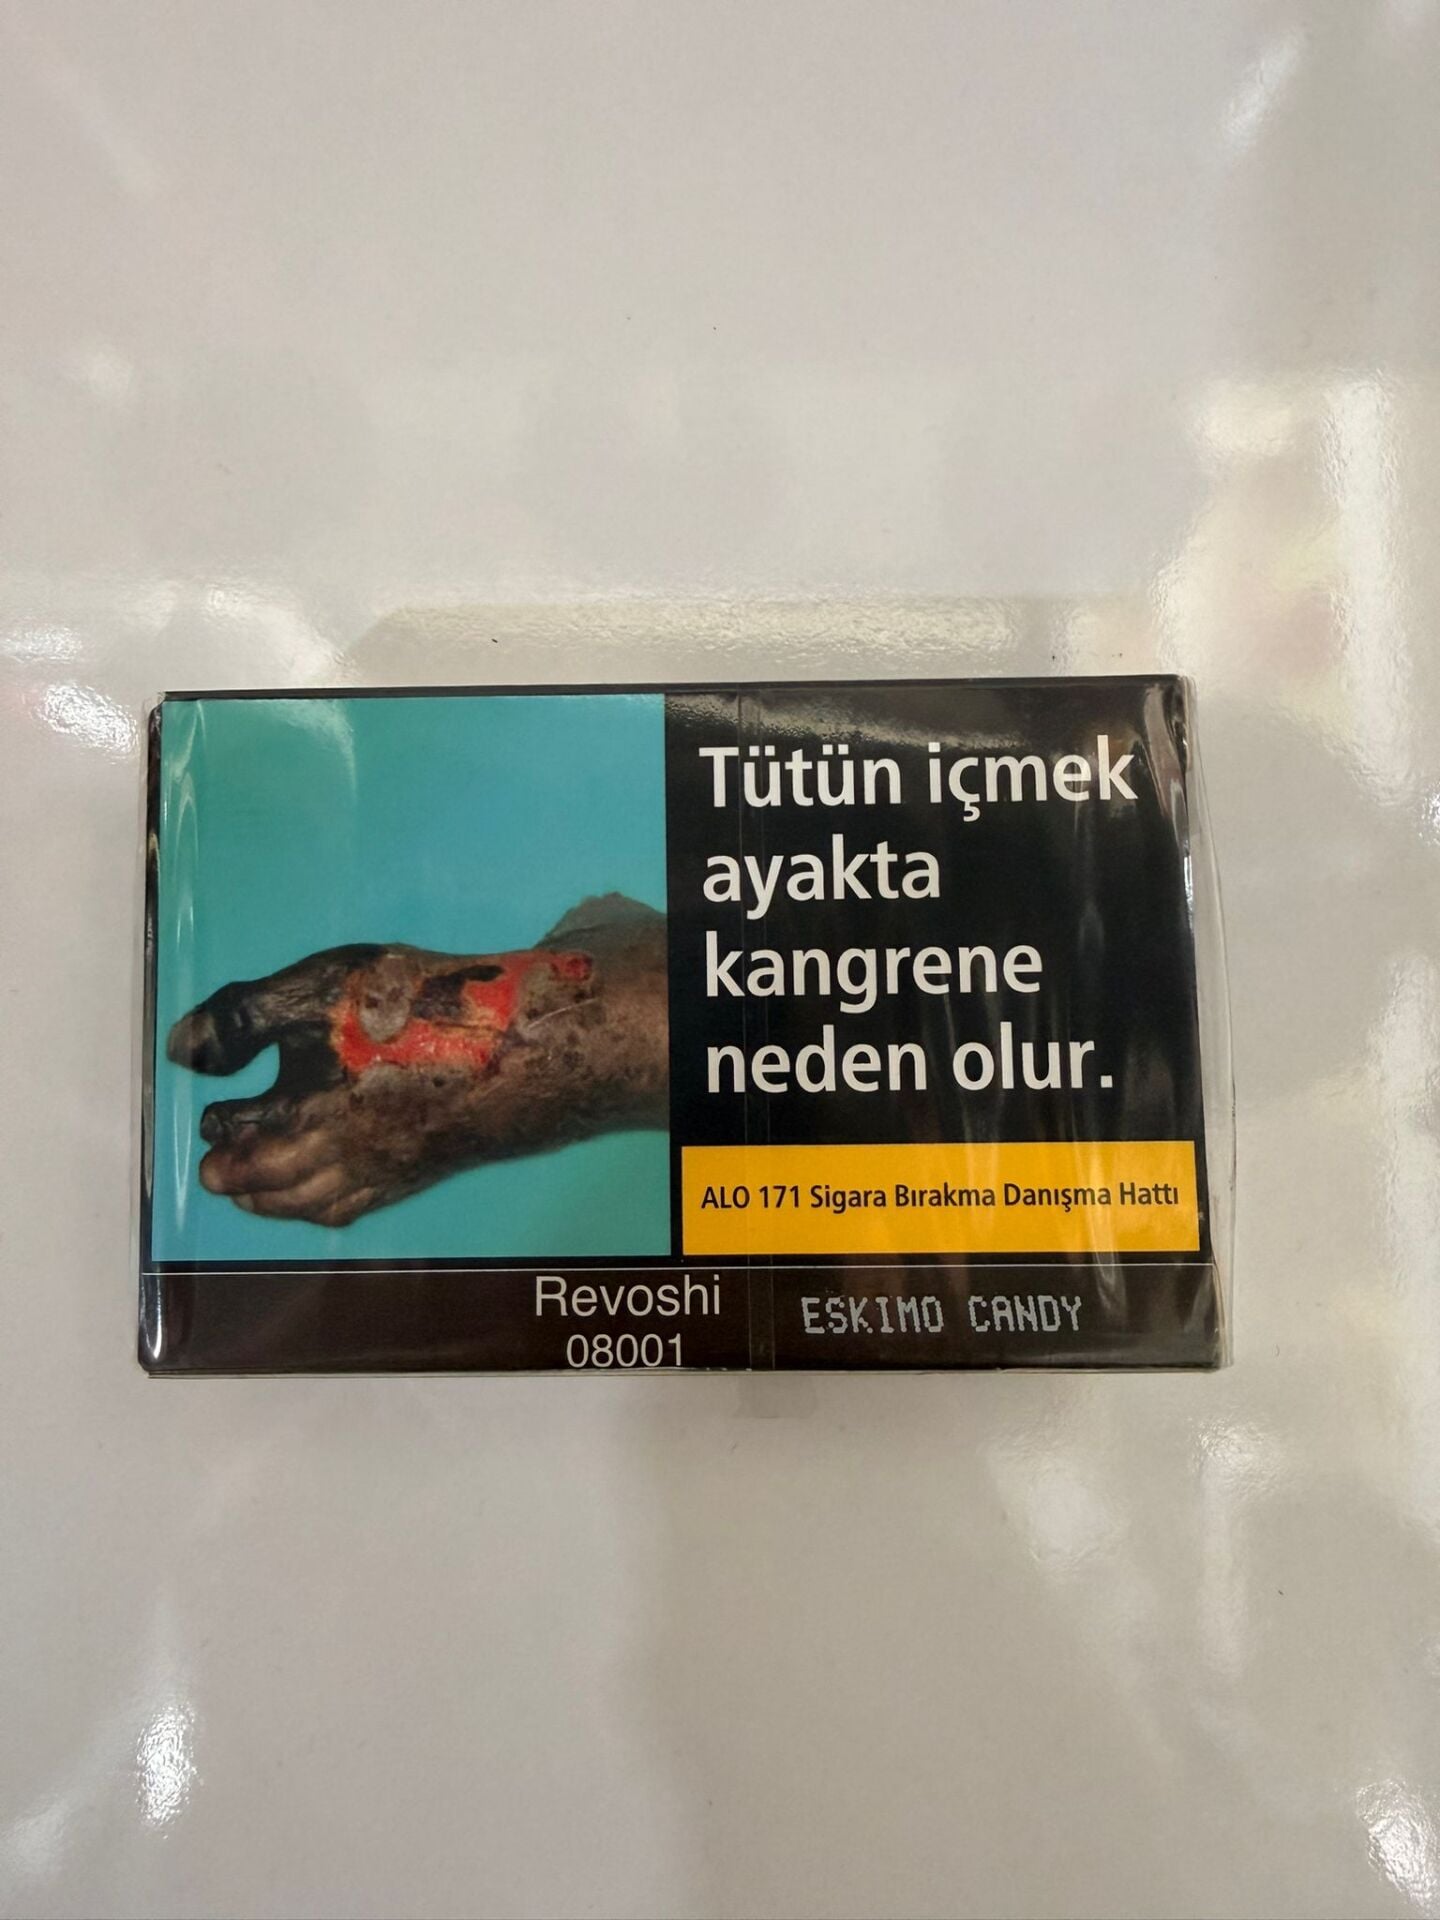 Tütün içmek
ayakta
kangrene
neden olur.
ALO 171 Sigara Bırakma Danışma Hattı
Revoshi
08001
ESKIMO CANDY